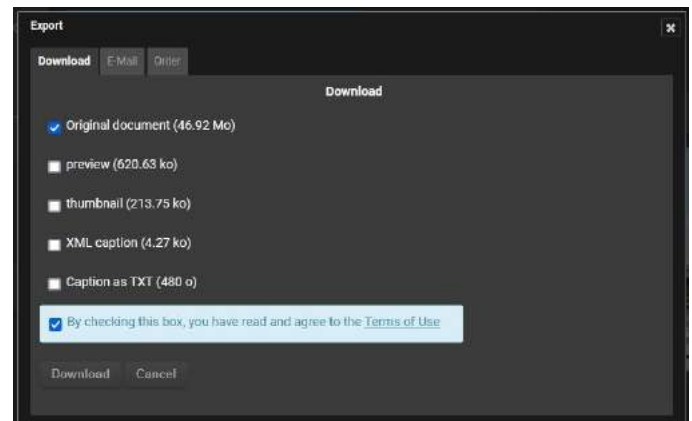 Export
Download E-Mail Order
Download
Original document (46.92 Mo)
preview (620.63 ko)
thumbnail (213.75 ko)
XML caption (4.27 ko)
Caption as TXT (480 o)
By checking this box, you have read and agree to the Terms of Use
Download Cancel